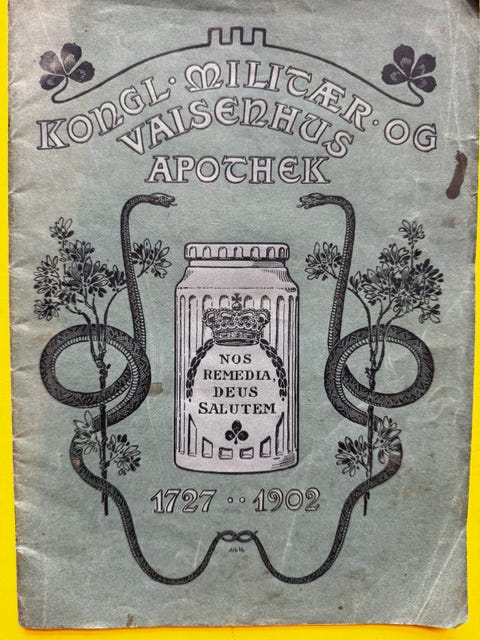 KONGL · MILITÆR · OG
VAISENHUS
APOTHEK
NOS
REMEDIA,
DEUS
SALUTEM
1727 · · 1902